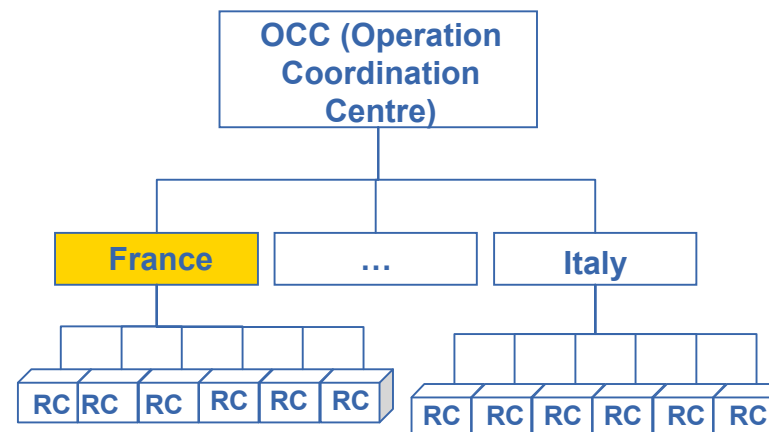 OCC (Operation
Coordination
Centre)
France
…
Italy
RC RC RC RC RC RC
RC RC RC RC RC RC